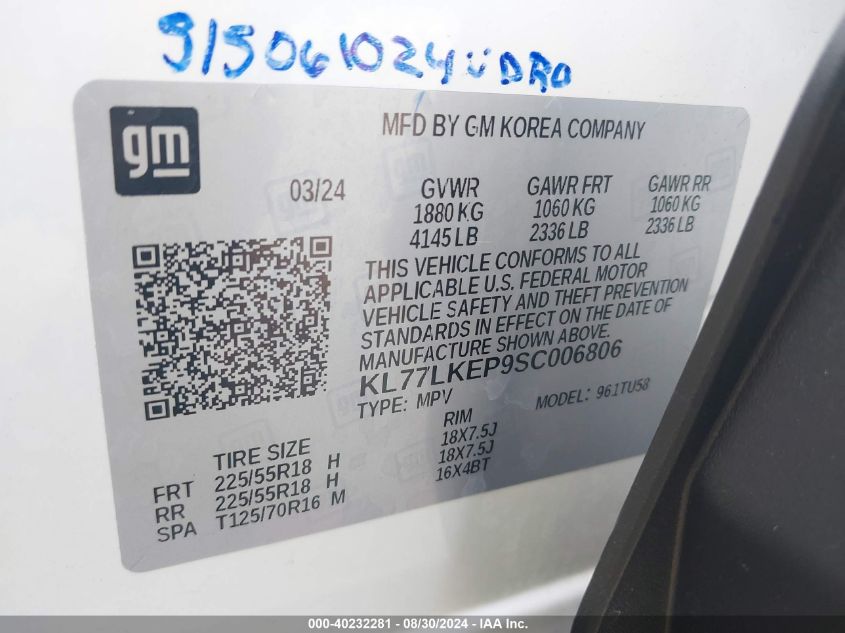 gm
MFD BY GM KOREA COMPANY
03/24
GVWR GAWR FRT GAWR RR
1880 KG 1060 KG 1060 KG
4145 LB 2336 LB 2336 LB
THIS VEHICLE CONFORMS TO ALL
APPLICABLE U.S. FEDERAL MOTOR
VEHICLE SAFETY AND THEFT PREVENTION
STANDARDS IN EFFECT ON THE DATE OF
MANUFACTURE SHOWN ABOVE.
KL77LKEP9SC006806
TYPE: MPV MODEL: 961TU58
TIRE SIZE RIM
FRT 225/55R18 H 18X7.5J
RR 225/55R18 H 18X7.5J
SPA T125/70R16 M 16X4BT
000-40232281 - 08/30/2024 - IAA Inc.